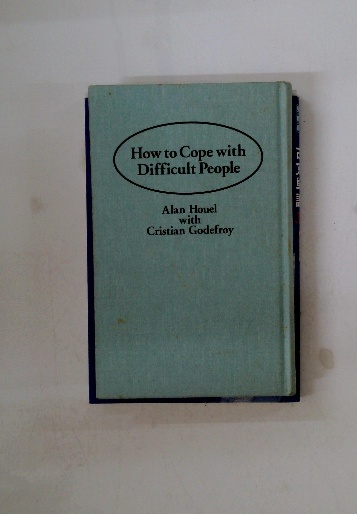 How to Cope with
Difficult People
Alan Houel
with
Cristian Godefroy